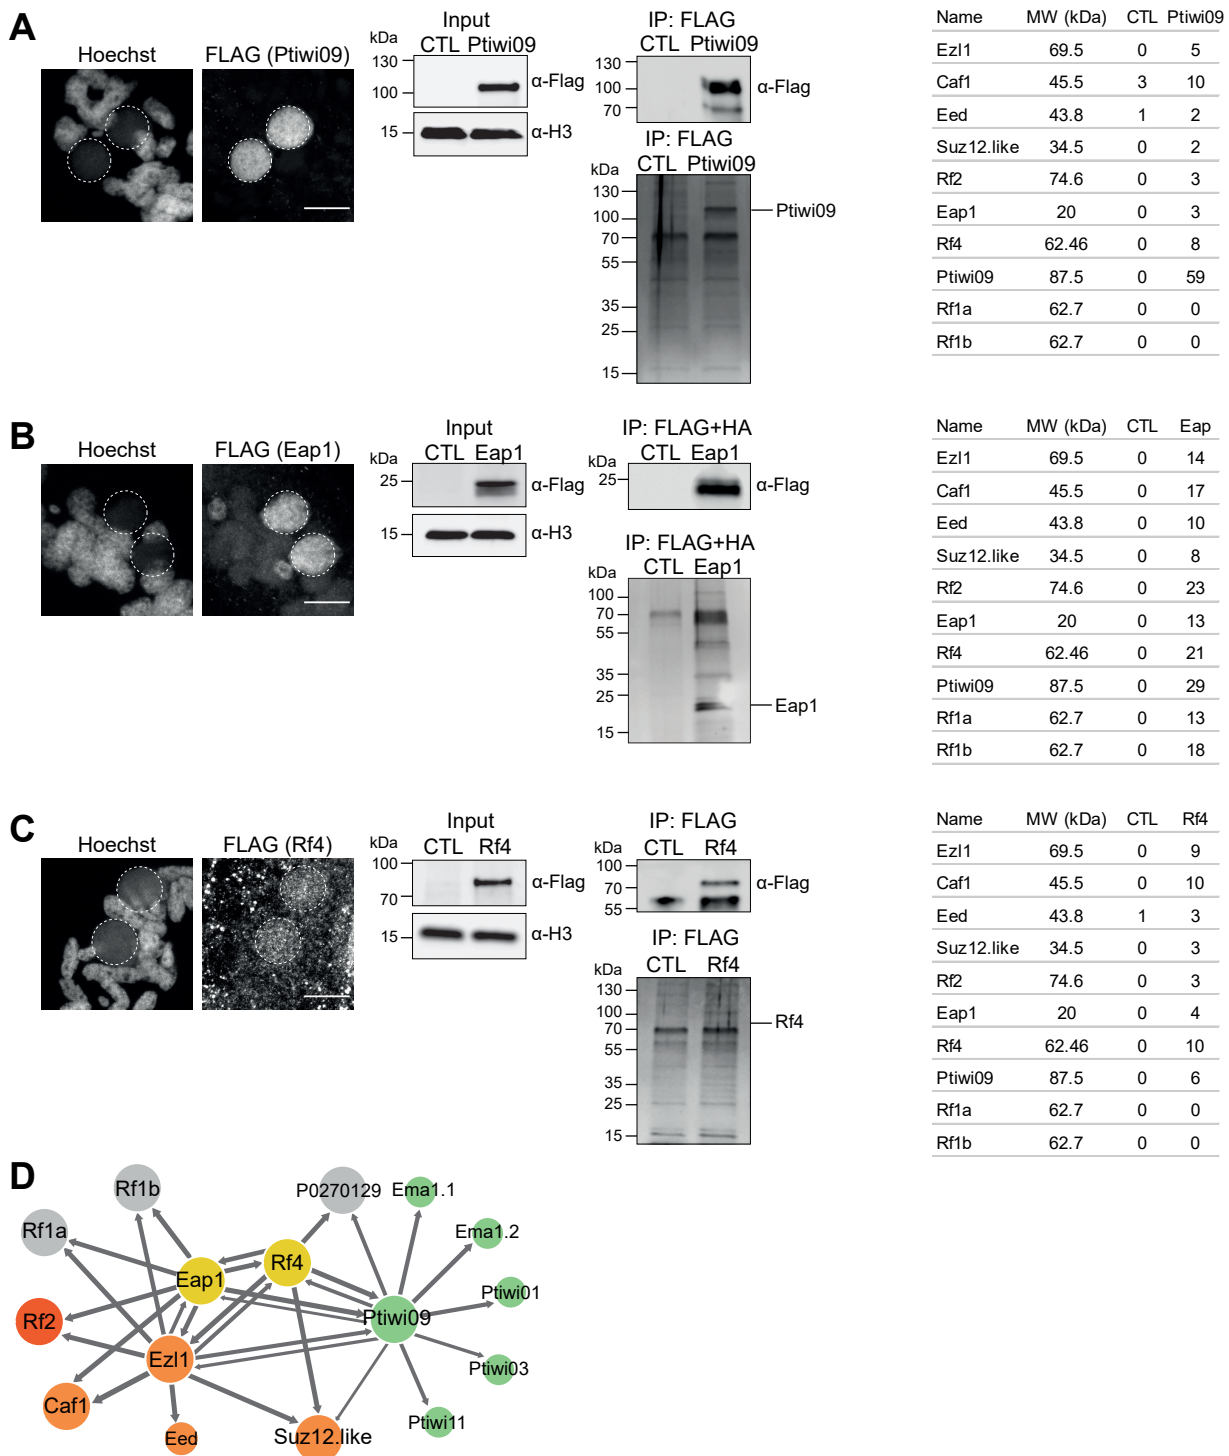 A
Hoechst
FLAG (Ptiwi09)
Input
kDa CTL Ptiwi09
130
100
α-Flag
15
α-H3
IP: FLAG
kDa CTL Ptiwi09
130
100
70
α-Flag
IP: FLAG
kDa CTL Ptiwi09
130
100
70
55
35
25
15
Ptiwi09
Name MW (kDa) CTL Ptiwi09
Ezl1 69.5 0 5
Caf1 45.5 3 10
Eed 43.8 1 2
Suz12.like 34.5 0 2
Rf2 74.6 0 3
Eap1 20 0 3
Rf4 62.46 0 8
Ptiwi09 87.5 0 59
Rf1a 62.7 0 0
Rf1b 62.7 0 0
B
Hoechst
FLAG (Eap1)
Input
kDa CTL Eap1
25
α-Flag
15
α-H3
IP: FLAG+HA
kDa CTL Eap1
25
α-Flag
IP: FLAG+HA
kDa CTL Eap1
100
70
55
35
25
15
Eap1
Name MW (kDa) CTL Eap
Ezl1 69.5 0 14
Caf1 45.5 0 17
Eed 43.8 0 10
Suz12.like 34.5 0 8
Rf2 74.6 0 23
Eap1 20 0 13
Rf4 62.46 0 21
Ptiwi09 87.5 0 29
Rf1a 62.7 0 13
Rf1b 62.7 0 18
C
Hoechst
FLAG (Rf4)
Input
kDa CTL Rf4
100
70
α-Flag
15
α-H3
IP: FLAG
kDa CTL Rf4
100
70
55
α-Flag
IP: FLAG
kDa CTL Rf4
130
100
70
55
35
25
15
Rf4
Name MW (kDa) CTL Rf4
Ezl1 69.5 0 9
Caf1 45.5 0 10
Eed 43.8 1 3
Suz12.like 34.5 0 3
Rf2 74.6 0 3
Eap1 20 0 4
Rf4 62.46 0 10
Ptiwi09 87.5 0 6
Rf1a 62.7 0 0
Rf1b 62.7 0 0
D
Rf1b
P0270129
Ema1.1
Rf1a
Ema1.2
Rf4
Eap1
Ptiwi01
Rf2
Ptiwi09
Ezl1
Ptiwi03
Caf1
Ptiwi11
Eed
Suz12.like